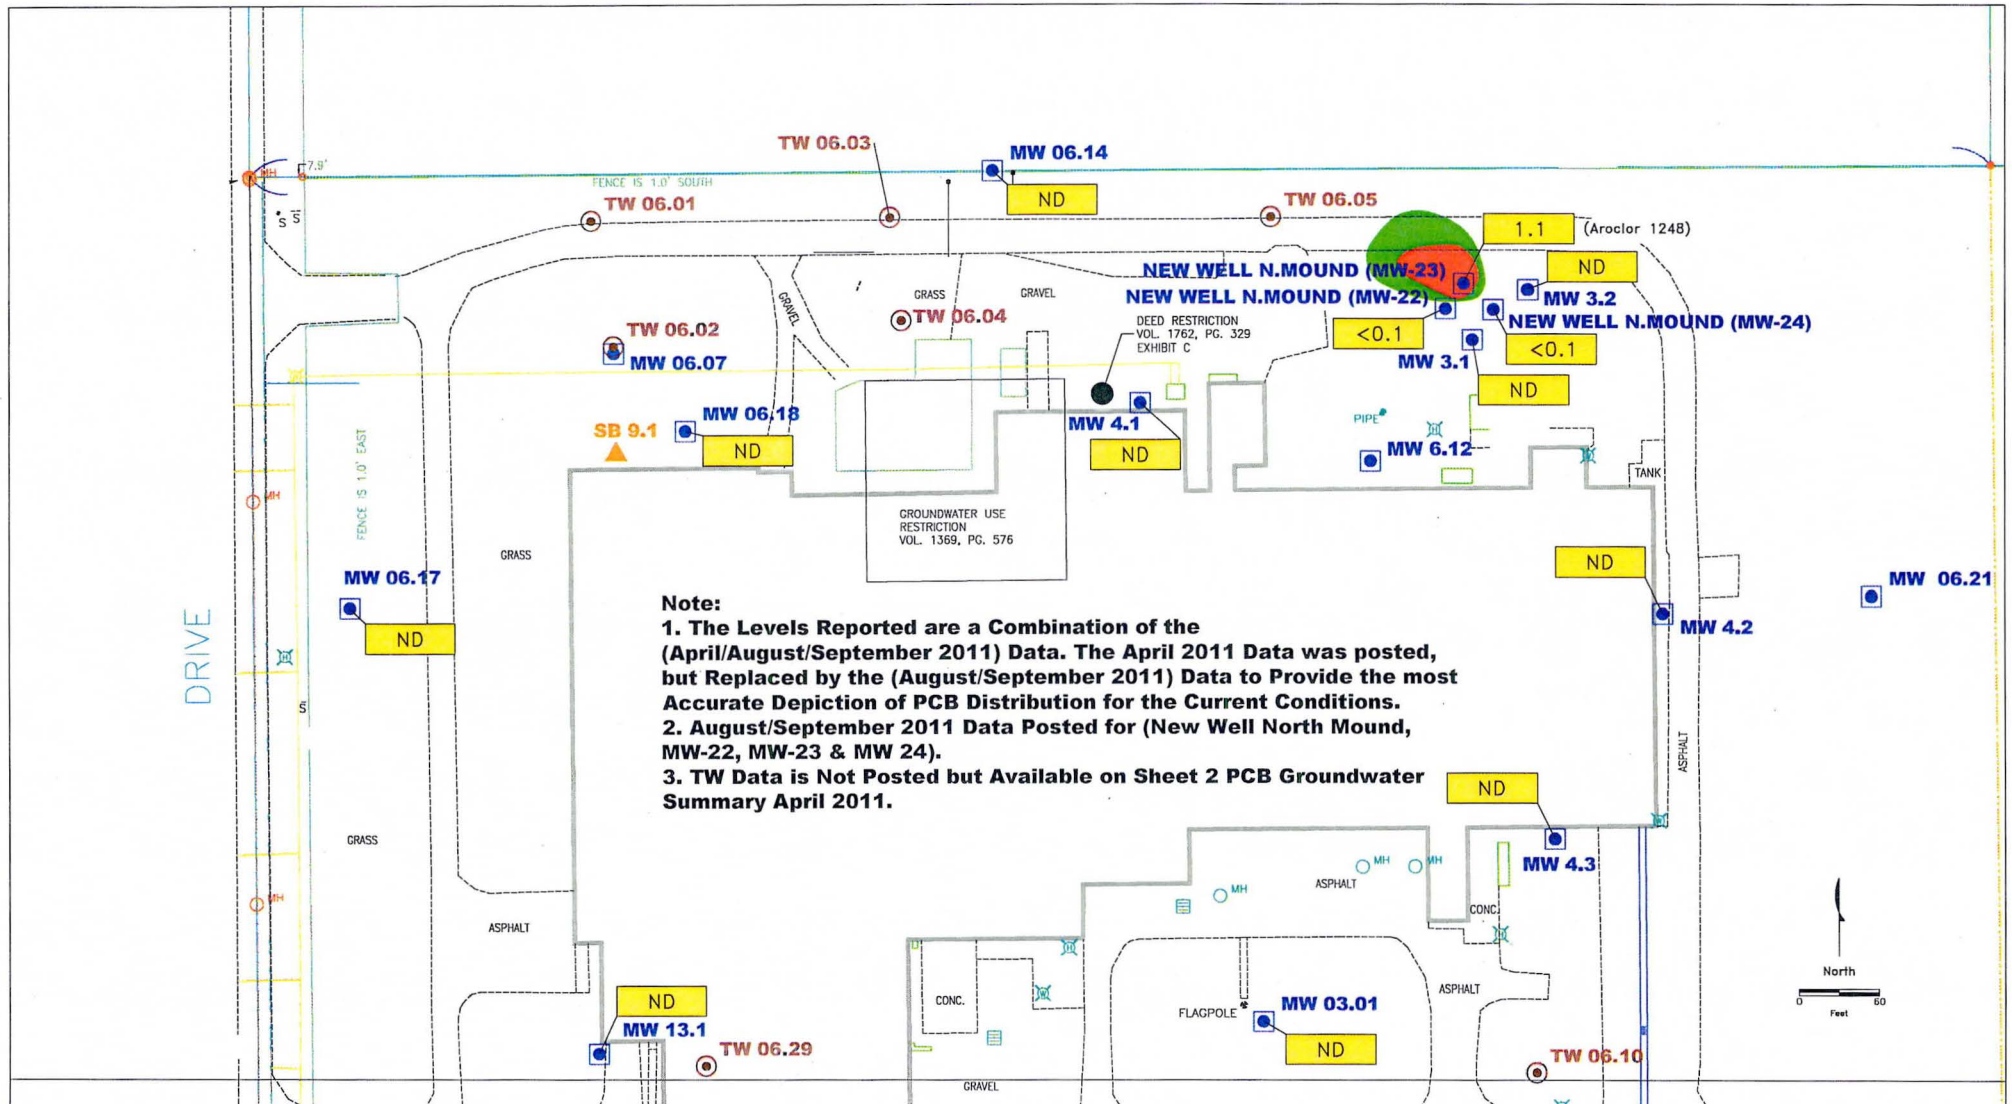 TW 06.03
MW 06.14
MH
7.9'
FENCE IS 1.0' SOUTH
ND
TW 06.01
TW 06.05
S S
1.1 (Aroclor 1248)
ND
NEW WELL N.MOUND (MW-23)
NEW WELL N.MOUND (MW-22)
MW 3.2
NEW WELL N.MOUND (MW-24)
GRAVEL
GRASS
GRAVEL
TW 06.04
TW 06.02
MW 06.07
DEED RESTRICTION
VOL. 1762, PG. 329
EXHIBIT C
<0.1
<0.1
MW 3.1
ND
MW 06.18
SB 9.1
ND
MW 4.1
ND
PIPE
MW 6.12
TANK
FENCE IS 1.0' EAST
MH
GROUNDWATER USE
RESTRICTION
VOL. 1369, PG. 576
GRASS
ND
MW 06.17
ND
MW 06.21
MW 4.2
DRIVE
S
Note:
1. The Levels Reported are a Combination of the
(April/August/September 2011) Data. The April 2011 Data was posted,
but Replaced by the (August/September 2011) Data to Provide the most
Accurate Depiction of PCB Distribution for the Current Conditions.
2. August/September 2011 Data Posted for (New Well North Mound,
MW-22, MW-23 & MW 24).
3. TW Data is Not Posted but Available on Sheet 2 PCB Groundwater
Summary April 2011.
ASPHALT
ND
GRASS
MW 4.3
MH
MH
MH
ASPHALT
MH
CONC.
ASPHALT
North
0 60
Feet
CONC.
ASPHALT
FLAGPOLE
MW 03.01
ND
ND
MW 13.1
TW 06.29
TW 06.10
GRAVEL